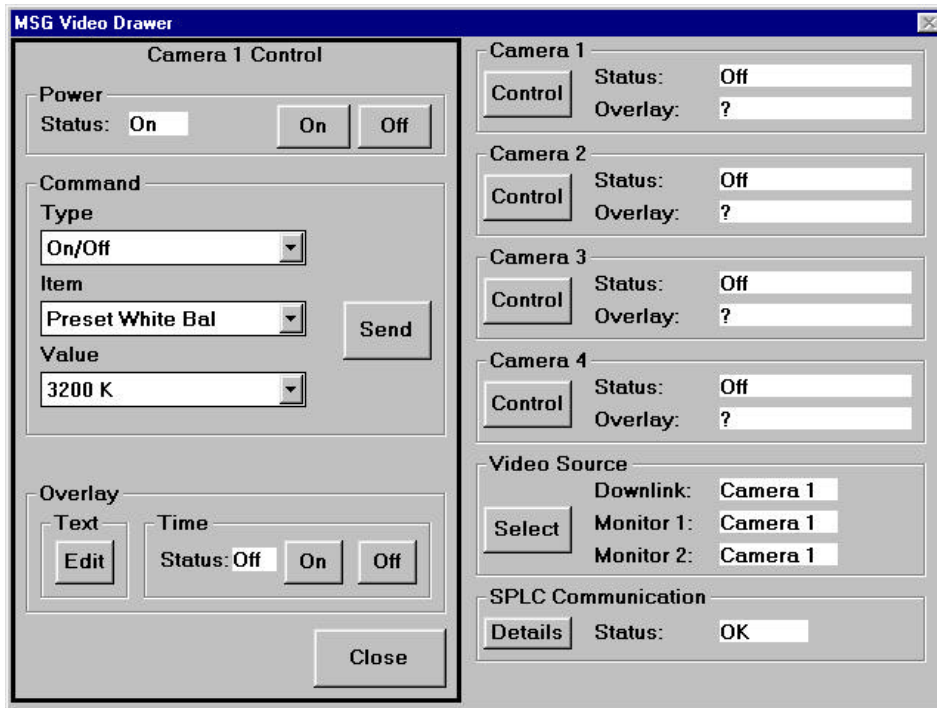 MSG Video Drawer
Camera 1 Control
Power
Status: On On Off
Command
Type
On/Off
Item
Preset White Bal
Send
Value
3200 K
Overlay
Text
Edit
Time
Status: Off On Off
Close
Camera 1
Control
Status: Off
Overlay: ?
Camera 2
Control
Status: Off
Overlay: ?
Camera 3
Control
Status: Off
Overlay: ?
Camera 4
Control
Status: Off
Overlay: ?
Video Source
Select
Downlink: Camera 1
Monitor 1: Camera 1
Monitor 2: Camera 1
SPLC Communication
Details Status: OK